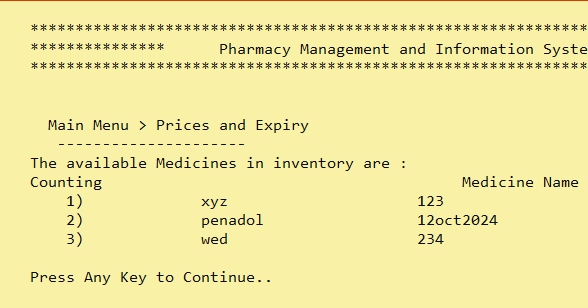 **************************************************************
*************** Pharmacy Management and Information Syste
**************************************************************
Main Menu > Prices and Expiry
---------------------
The available Medicines in inventory are :
Counting Medicine Name
1) xyz 123
2) penadol 12oct2024
3) wed 234
Press Any Key to Continue..